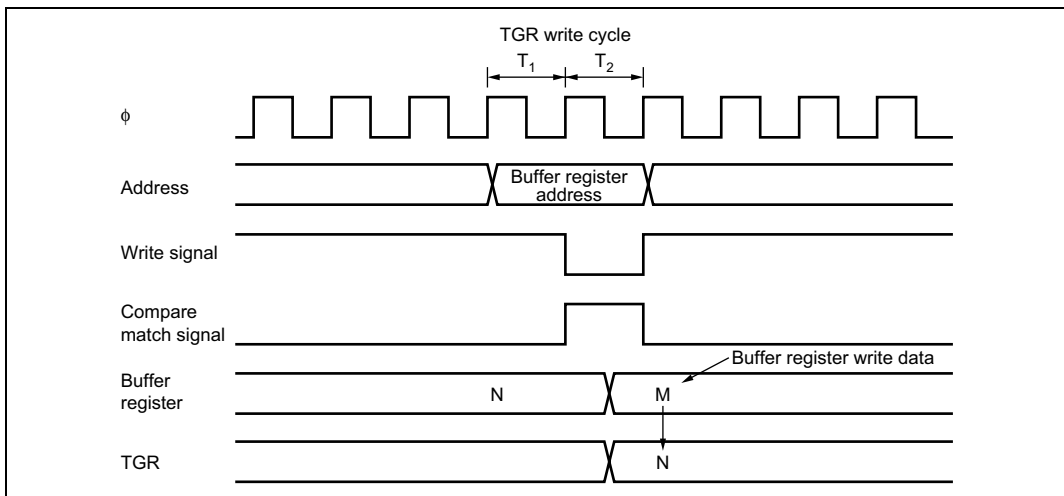 TGR write cycle
T₁ T₂
ϕ
Address
Buffer register
address
Write signal
Compare
match signal
Buffer register write data
Buffer
register
N M
TGR
N